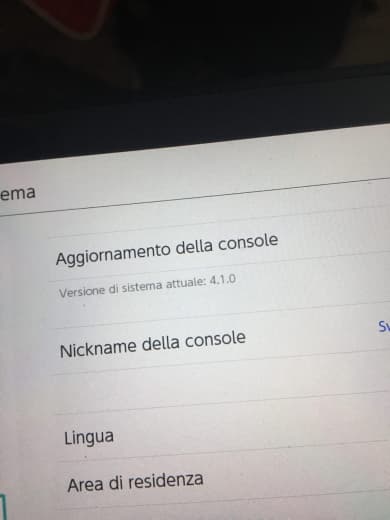 ema
Aggiornamento della console
Versione di sistema attuale: 4.1.0
Nickname della console
Lingua
Area di residenza